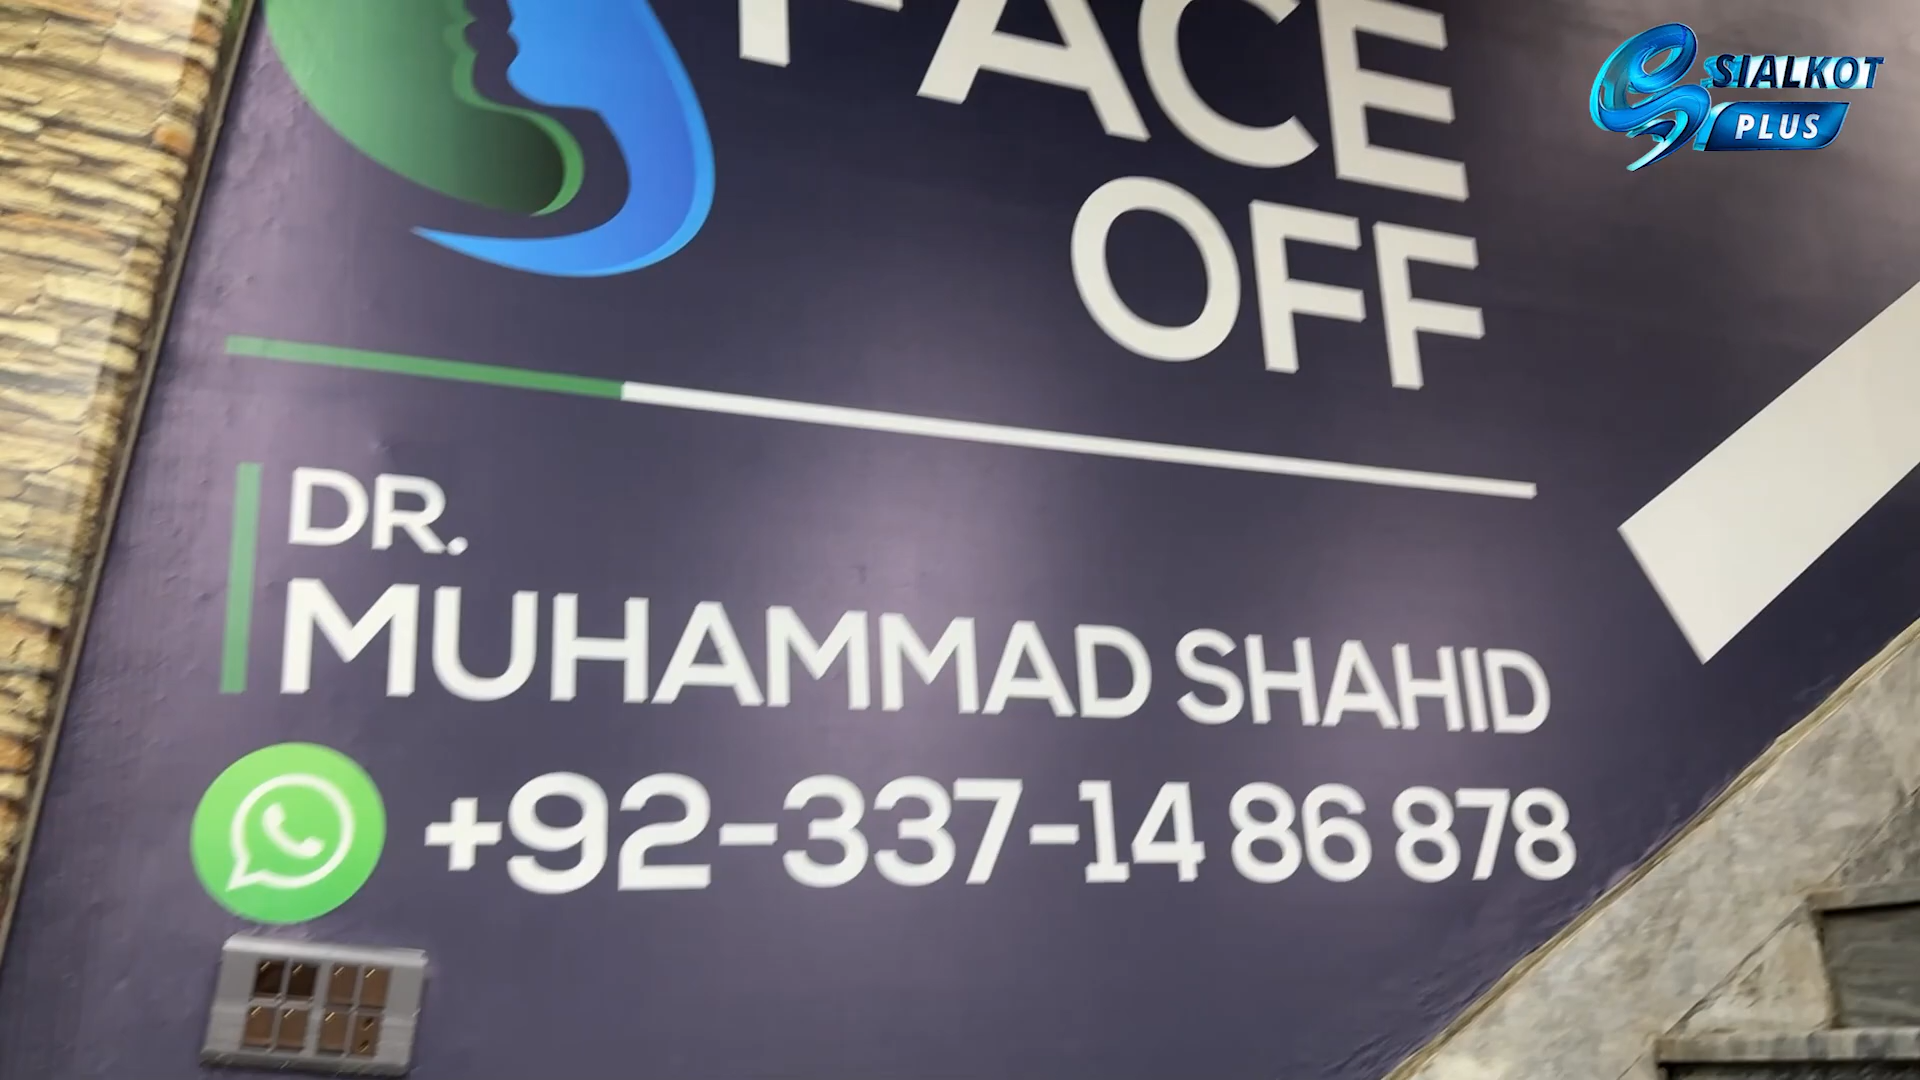 FACE
OFF
DR.
MUHAMMAD SHAHID
+92-337-14 86 878
SIALKOT
PLUS